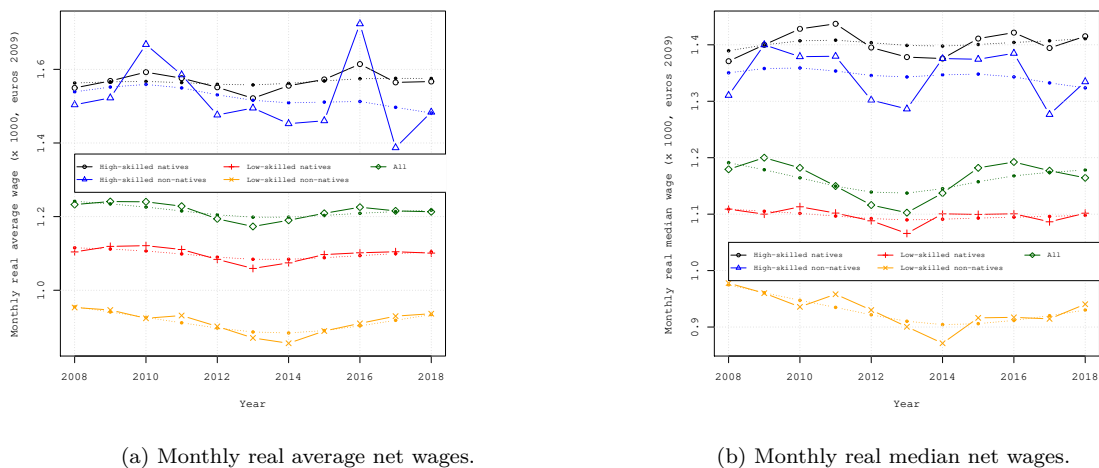 Monthly real average wage (x 1000, euros 2009)
1.6
1.4
1.2
1.0
High-skilled natives
High-skilled non-natives
Low-skilled natives
Low-skilled non-natives
All
2008 2010 2012 2014 2016 2018
Year
(a) Monthly real average net wages.
Monthly real median wage (x 1000, euros 2009)
1.4
1.3
1.2
1.1
1.0
0.9
High-skilled natives
High-skilled non-natives
Low-skilled natives
Low-skilled non-natives
All
2008 2010 2012 2014 2016 2018
Year
(b) Monthly real median net wages.